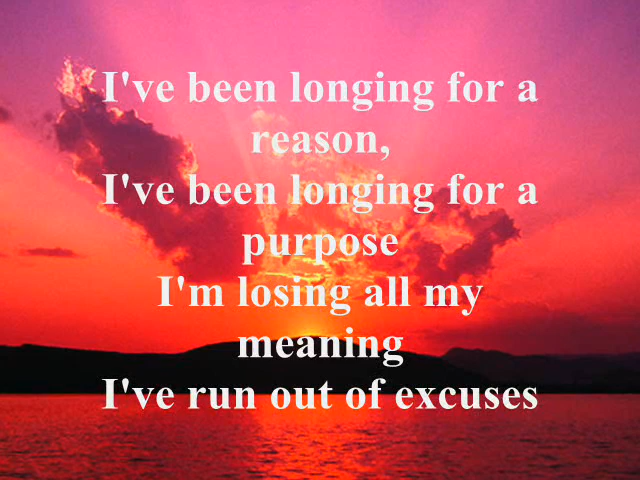 I've been longing for a
reason,
I've been longing for a
purpose
I'm losing all my
meaning
I've run out of excuses